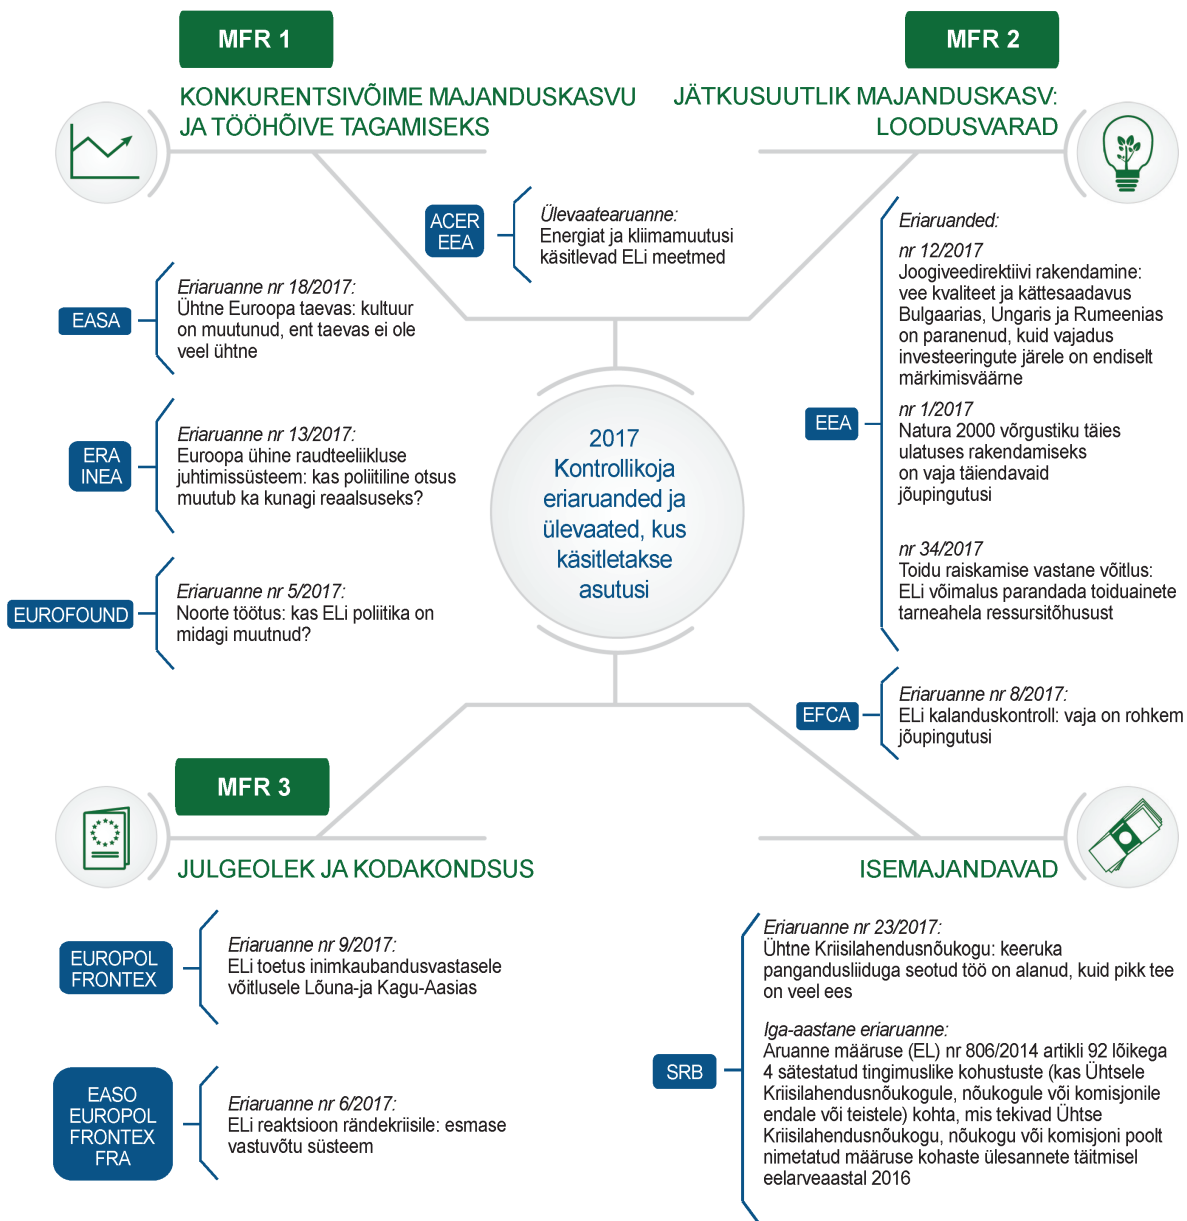 MFR 1
KONKURENTSIVÕIME MAJANDUSKASVU
JA TÖÖHÕIVE TAGAMISEKS
MFR 2
JÄTKUSUUTLIK MAJANDUSKASV:
LOODUSVARAD
ACER
EEA
Ülevaatearuanne:
Energiat ja kliimamuutusi
käsitlevad ELi meetmed
EASA
Eriaruanne nr 18/2017:
Ühtne Euroopa taevas: kultuur
on muutunud, ent taevas ei ole
veel ühtne
ERA
INEA
Eriaruanne nr 13/2017:
Euroopa ühine raudteeliikluse
juhtimissüsteem: kas poliitiline otsus
muutub ka kunagi reaalsuseks?
EUROFOUND
Eriaruanne nr 5/2017:
Noorte töötus: kas ELi poliitika on
midagi muutnud?
2017
Kontrollikoja
eriaruanded ja
ülevaated, kus
käsitletakse
asutusi
EEA
Eriaruanded:
nr 12/2017
Joogiveedirektiivi rakendamine:
vee kvaliteet ja kättesaadavus
Bulgaarias, Ungaris ja Rumeenias
on paranenud, kuid vajadus
investeeringute järele on endiselt
märkimisväärne
nr 1/2017
Natura 2000 võrgustiku täies
ulatuses rakendamiseks
on vaja täiendavaid
jõupingutusi
nr 34/2017
Toidu raiskamise vastane võitlus:
ELi võimalus parandada toiduainete
tarneahela ressursitõhusust
EFCA
Eriaruanne nr 8/2017:
ELi kalanduskontroll: vaja on rohkem
jõupingutusi
MFR 3
JULGEOLEK JA KODAKONDSUS
EUROPOL
FRONTEX
Eriaruanne nr 9/2017:
ELi toetus inimkaubandusvastasele
võitlusele Lõuna-ja Kagu-Aasias
EASO
EUROPOL
FRONTEX
FRA
Eriaruanne nr 6/2017:
ELi reaktsioon rändekriisile: esmase
vastuvõtu süsteem
ISEMAJANDAVAD
SRB
Eriaruanne nr 23/2017:
Ühtne Kriisilahendusnõukogu: keeruka
pangandusliiduga seotud töö on alanud, kuid pikk tee
on veel ees
Iga-aastane eriaruanne:
Aruanne määruse (EL) nr 806/2014 artikli 92 lõikega
4 sätestatud tingimuslike kohustuste (kas Ühtsele
Kriisilahendusnõukogule, nõukogule või komisjonile
endale või teistele) kohta, mis tekivad Ühtse
Kriisilahendusnõukogu, nõukogu või komisjoni poolt
nimetatud määruse kohaste ülesannete täitmisel
eelarveaastal 2016